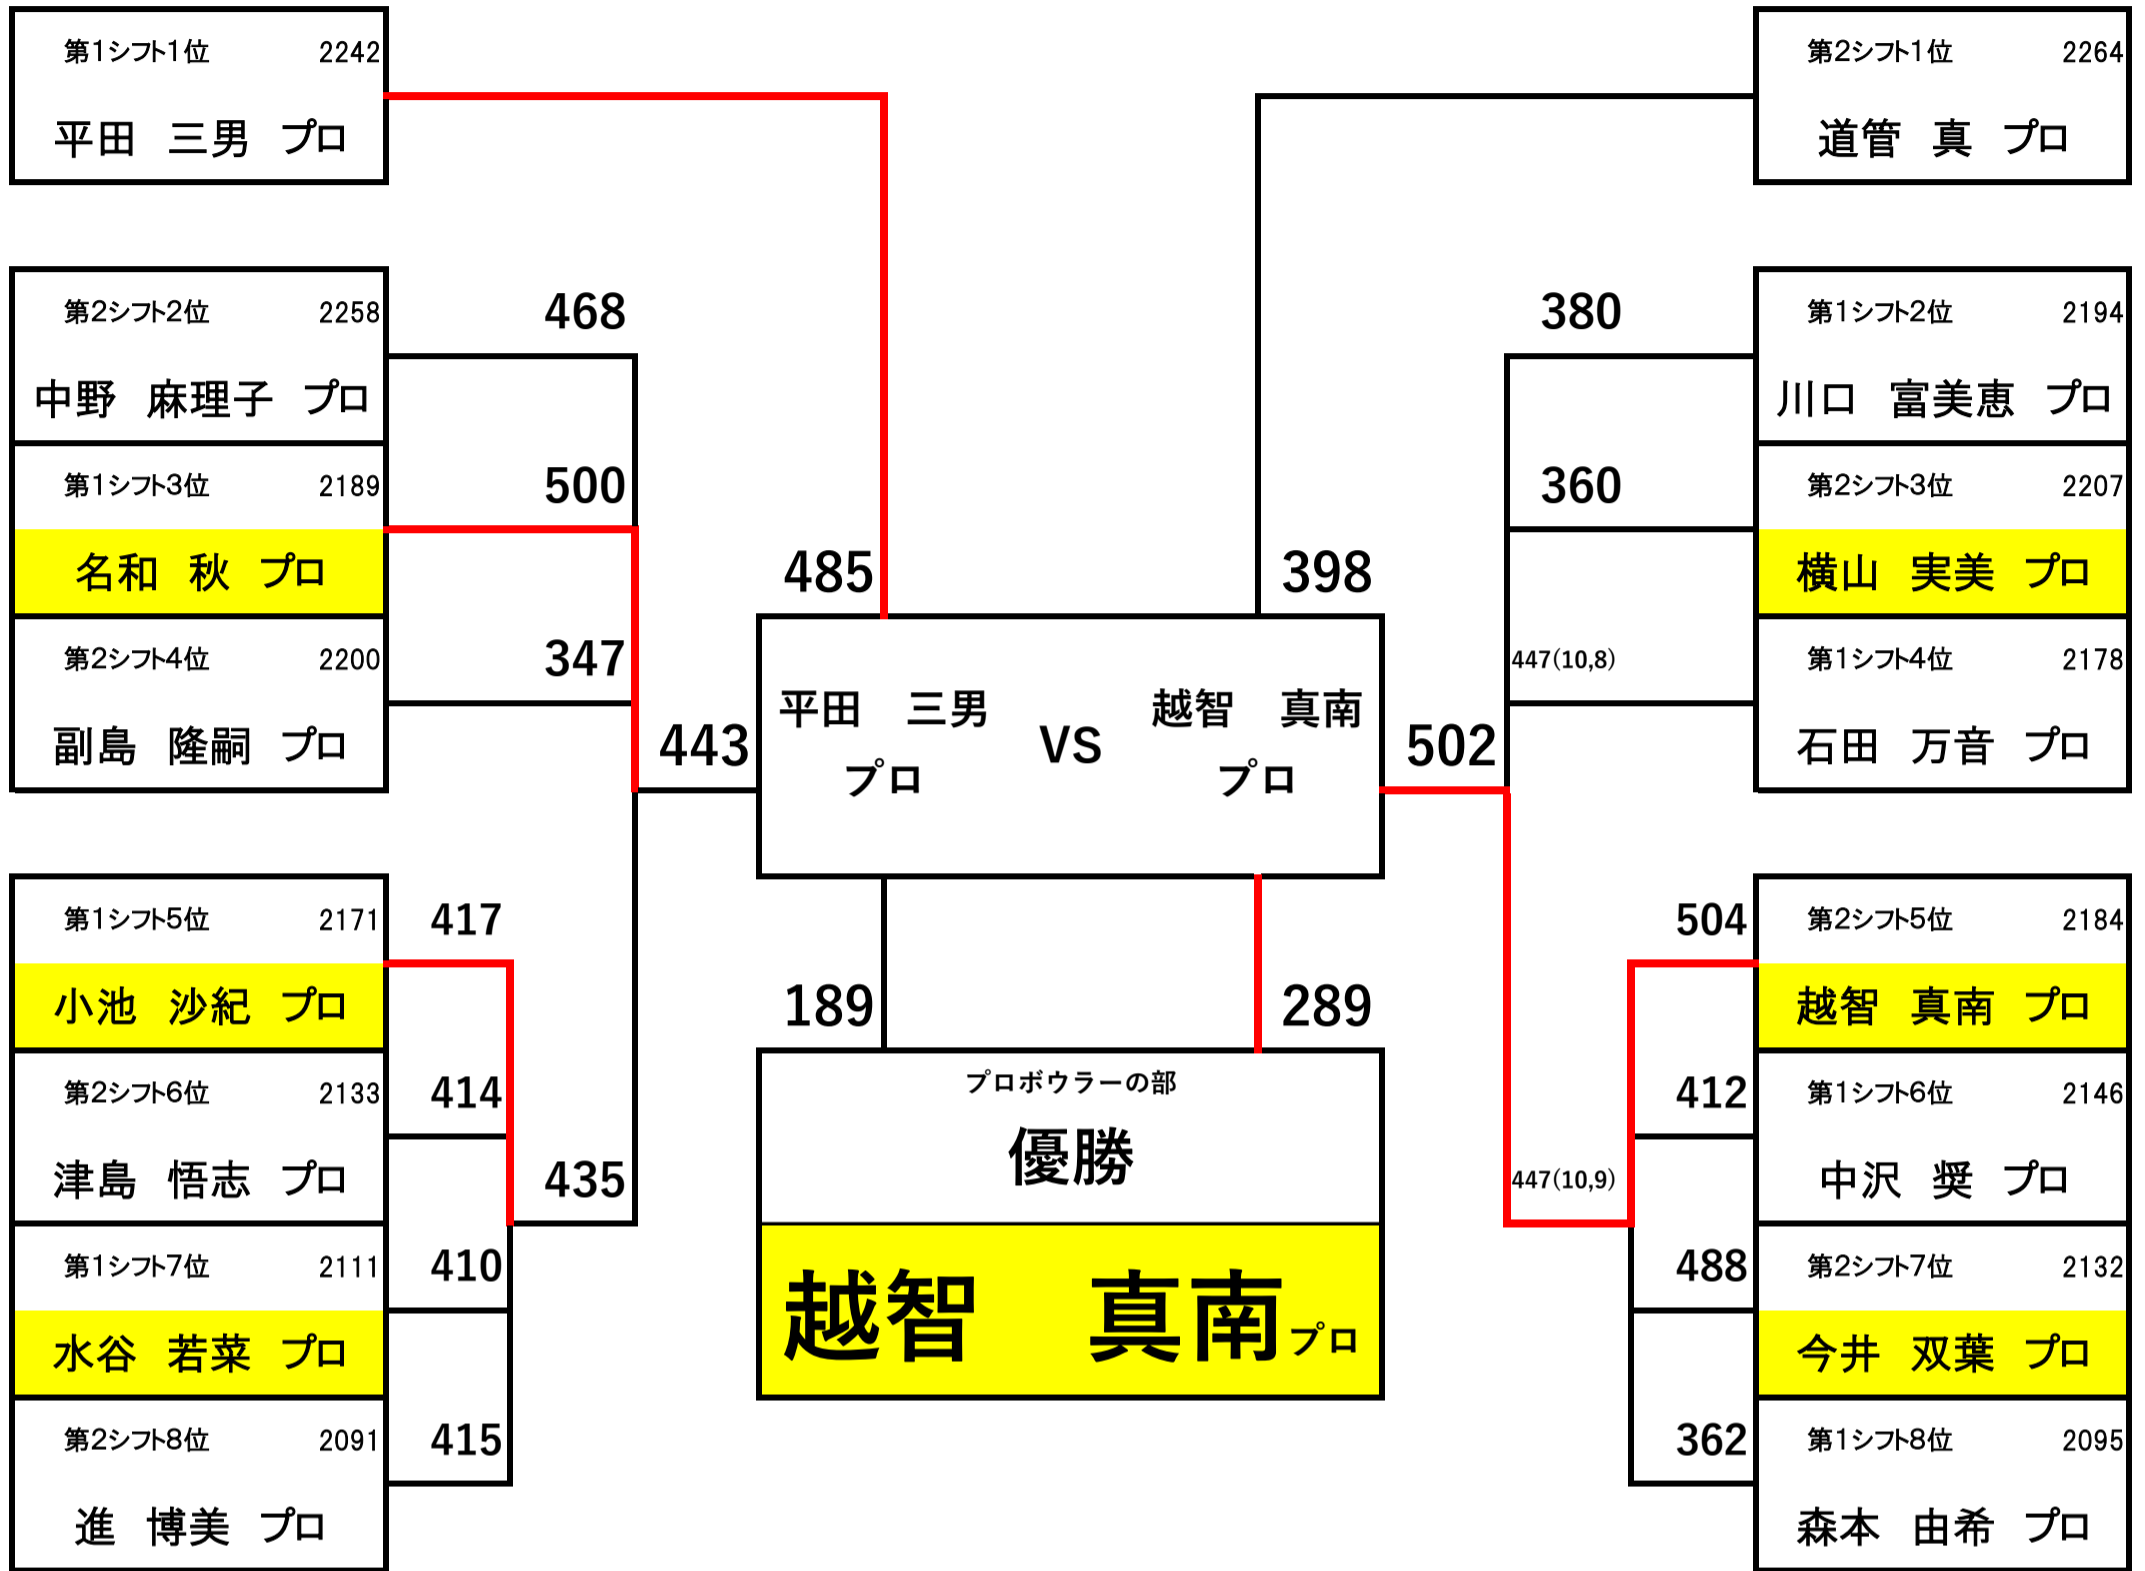 第1シフト1位 2242
平田 三男 プロ
第2シフト2位 2258
中野 麻理子 プロ
468
第1シフト3位 2189
名和 秋 プロ
500
第2シフト4位 2200
副島 隆嗣 プロ
347
第1シフト5位 2171
小池 沙紀 プロ
417
第2シフト6位 2133
津島 悟志 プロ
414
第1シフト7位 2111
水谷 若菜 プロ
410
第2シフト8位 2091
進 博美 プロ
415
435
443
485
398
平田 三男 プロ
VS
越智 真南 プロ
502
189
289
プロボウラーの部
優勝
越智 真南プロ
第2シフト1位 2264
道管 真 プロ
380
第1シフト2位 2194
川口 富美恵 プロ
360
第2シフト3位 2207
横山 実美 プロ
447(10,8)
第1シフト4位 2178
石田 万音 プロ
447(10,9)
504
第2シフト5位 2184
越智 真南 プロ
412
第1シフト6位 2146
中沢 奨 プロ
488
第2シフト7位 2132
今井 双葉 プロ
362
第1シフト8位 2095
森本 由希 プロ